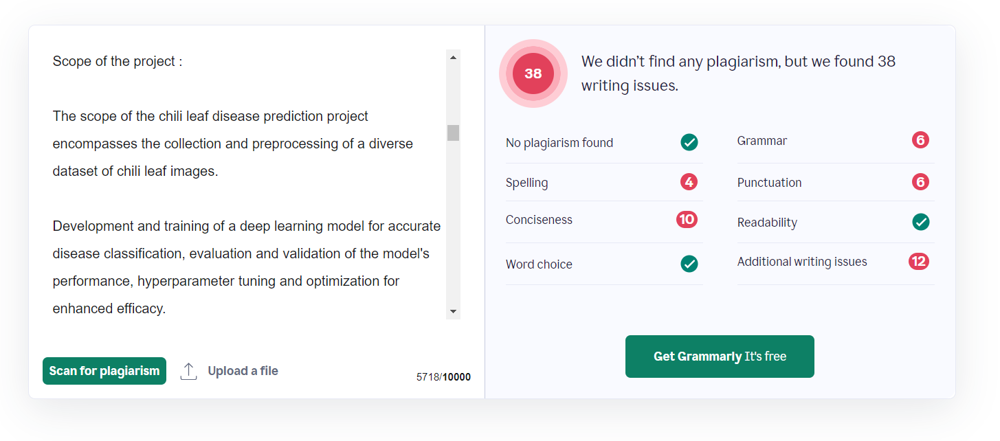 Scope of the project :
The scope of the chili leaf disease prediction project
encompasses the collection and preprocessing of a diverse
dataset of chili leaf images.
Development and training of a deep learning model for accurate
disease classification, evaluation and validation of the model's
performance, hyperparameter tuning and optimization for
enhanced efficacy.
Scan for plagiarism
Upload a file
5718/10000
38
We didn’t find any plagiarism, but we found 38
writing issues.
No plagiarism found
Grammar 6
Spelling 4
Punctuation 6
Conciseness 10
Readability
Word choice
Additional writing issues 12
Get Grammarly It's free